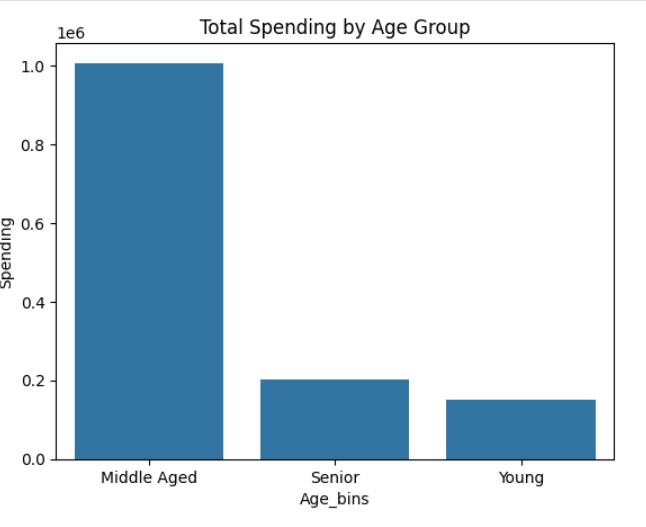 Total Spending by Age Group
1e6
1.0
0.8
0.6
0.4
0.2
0.0
Spending
Middle Aged Senior Young
Age_bins